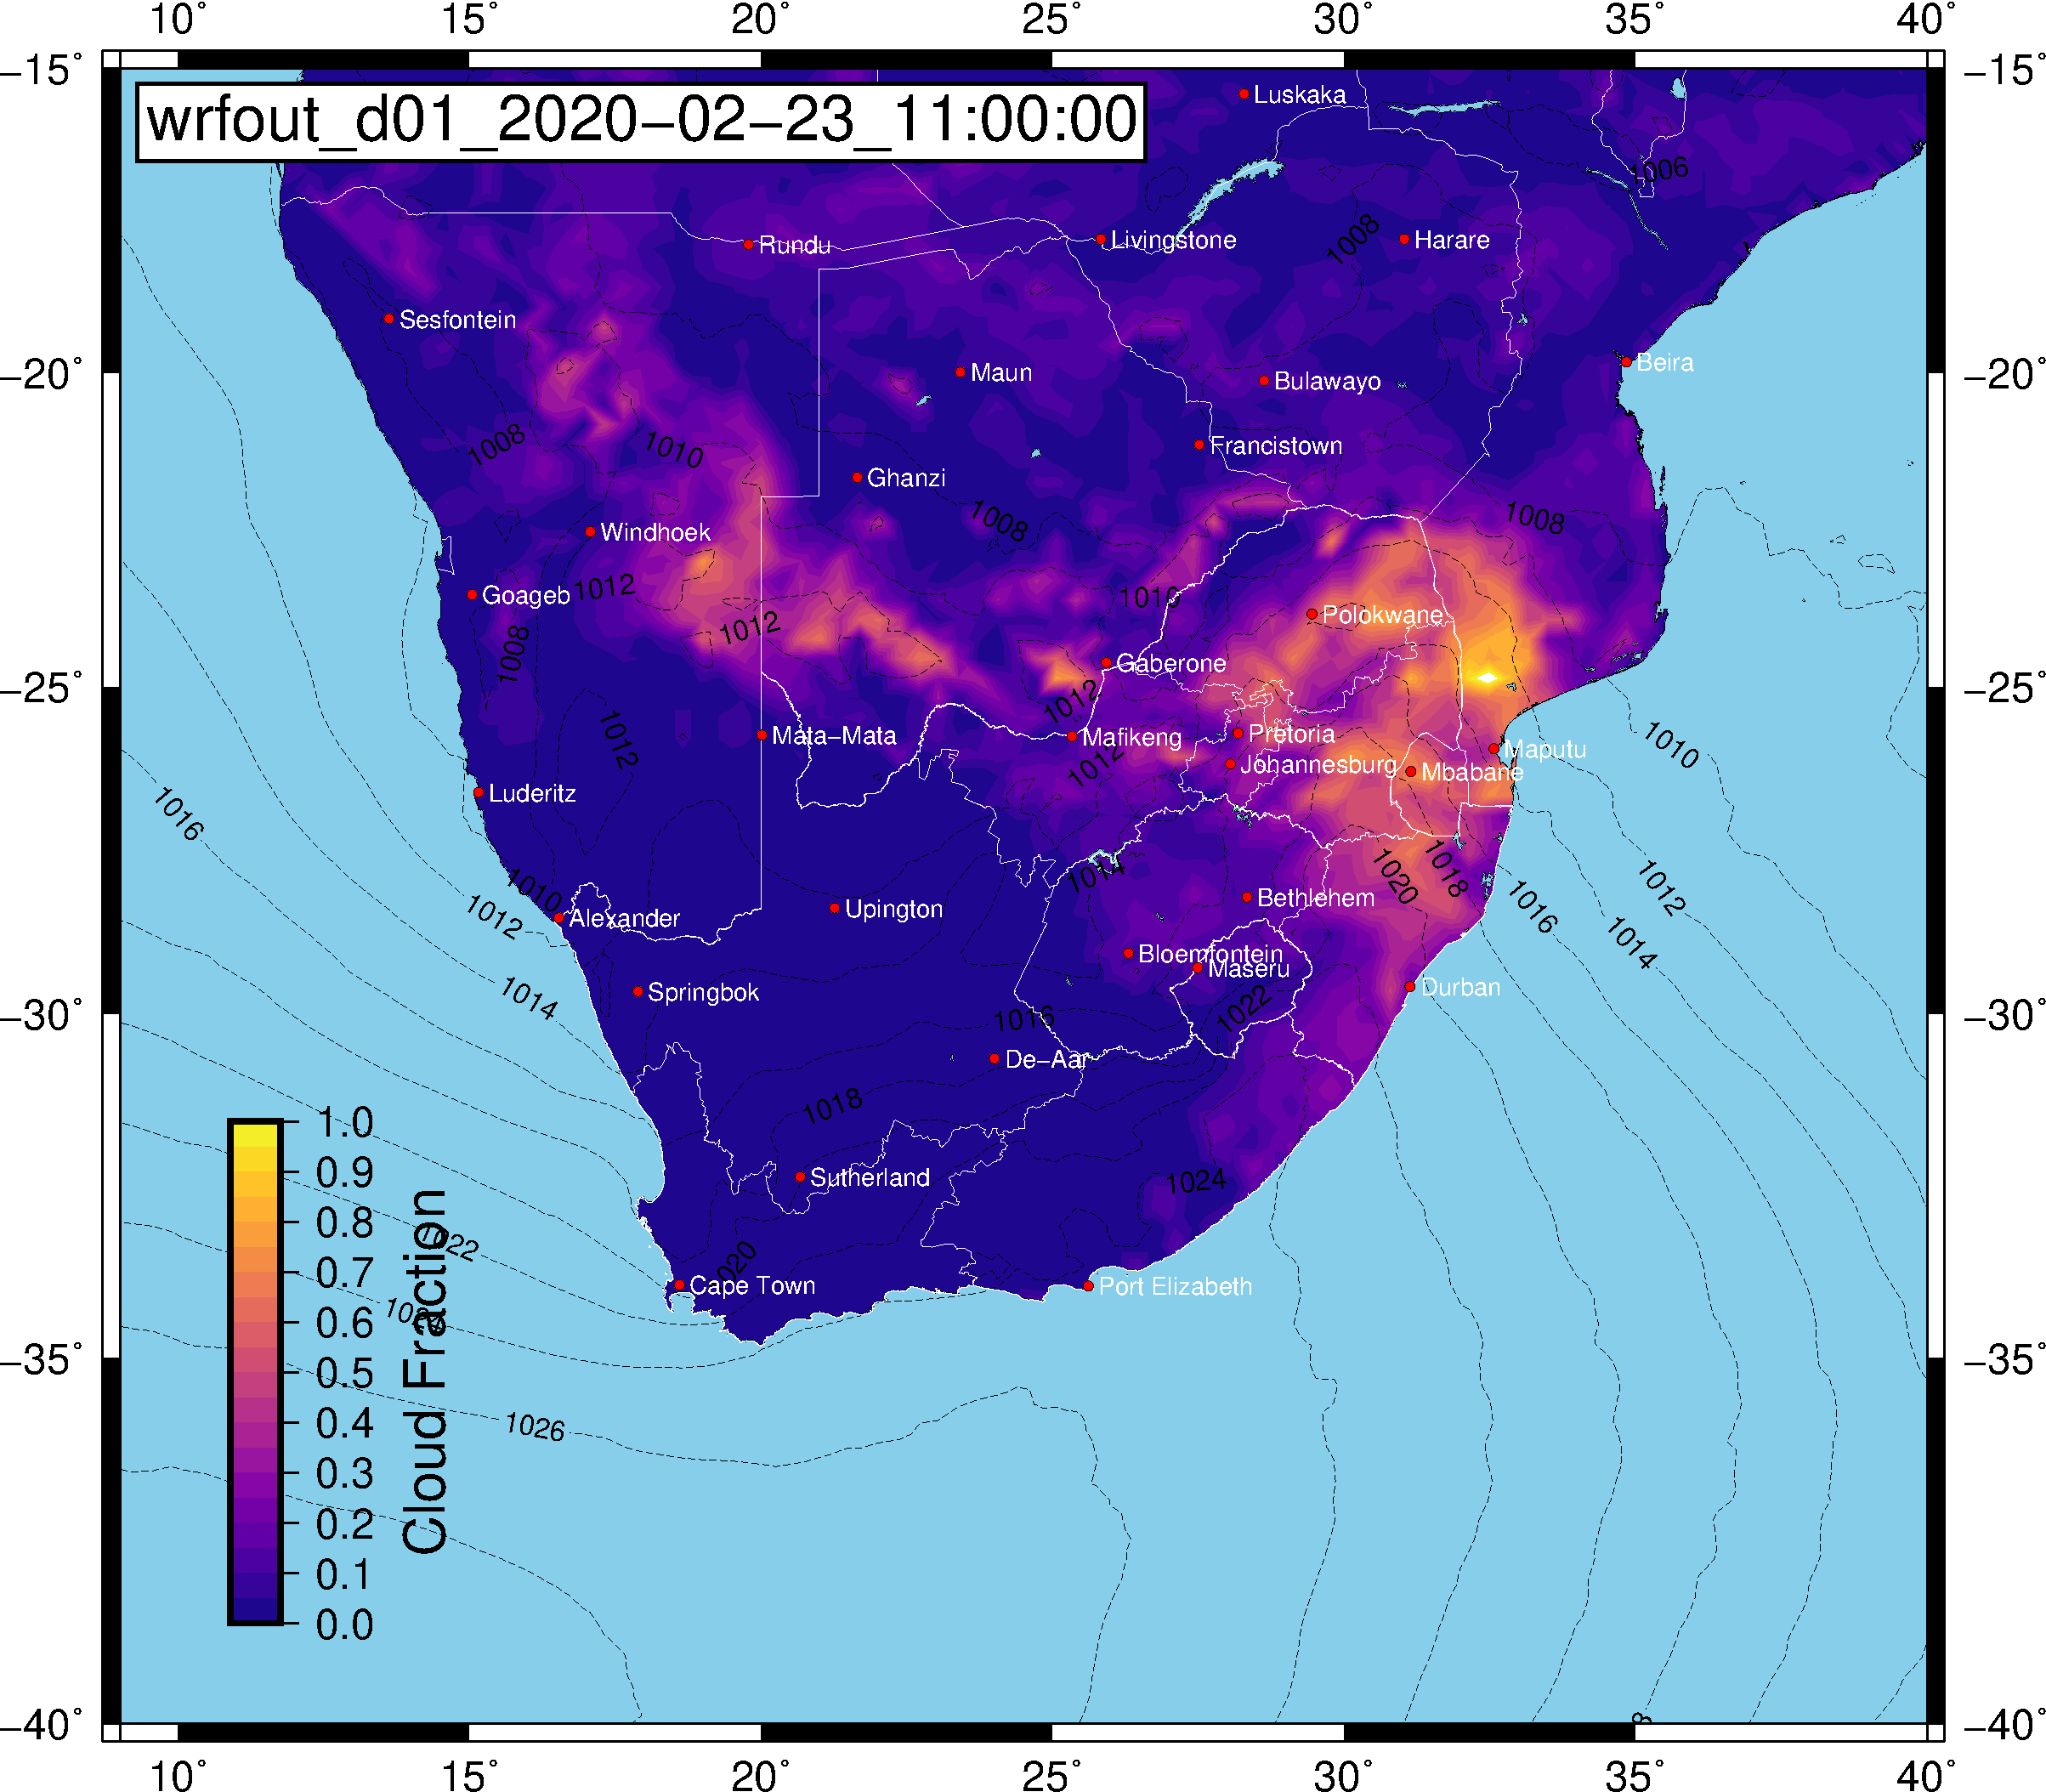 10° 15° 20° 25° 30° 35° 40°
−15° −15°
wrfout_d01_2020−02−23_11:00:00
Luskaka
1006
1008
Rundu
Livingstone
Harare
Sesfontein
Beira
−20° −20°
Maun
Bulawayo
1008
1010
Francistown
Ghanzi
1008
1008
Windhoek
1012
1010
Goageb
Polokwane
1012
1008
Gaberone
−25° −25°
1012
1012
Mata−Mata
Mafikeng
Pretoria
Maputu
1010
1012
Johannesburg
Mbabane
Luderitz
1016
1014
1020
1018
1012
1010
1016
1012
Alexander
Upington
Bethlehem
1014
Bloemfontein
Maseru
Springbok
1014
Durban
1022
−30° −30°
1016
De−Aar
1018
Sutherland
1024
1022
1020
Cape Town
Port Elizabeth
1024
−35° −35°
1026
1.0
0.9
0.8
0.7
0.6
0.5
0.4
0.3
0.2
0.1
0.0
Cloud Fraction
−40° −40°
10° 15° 20° 25° 30° 35° 40°